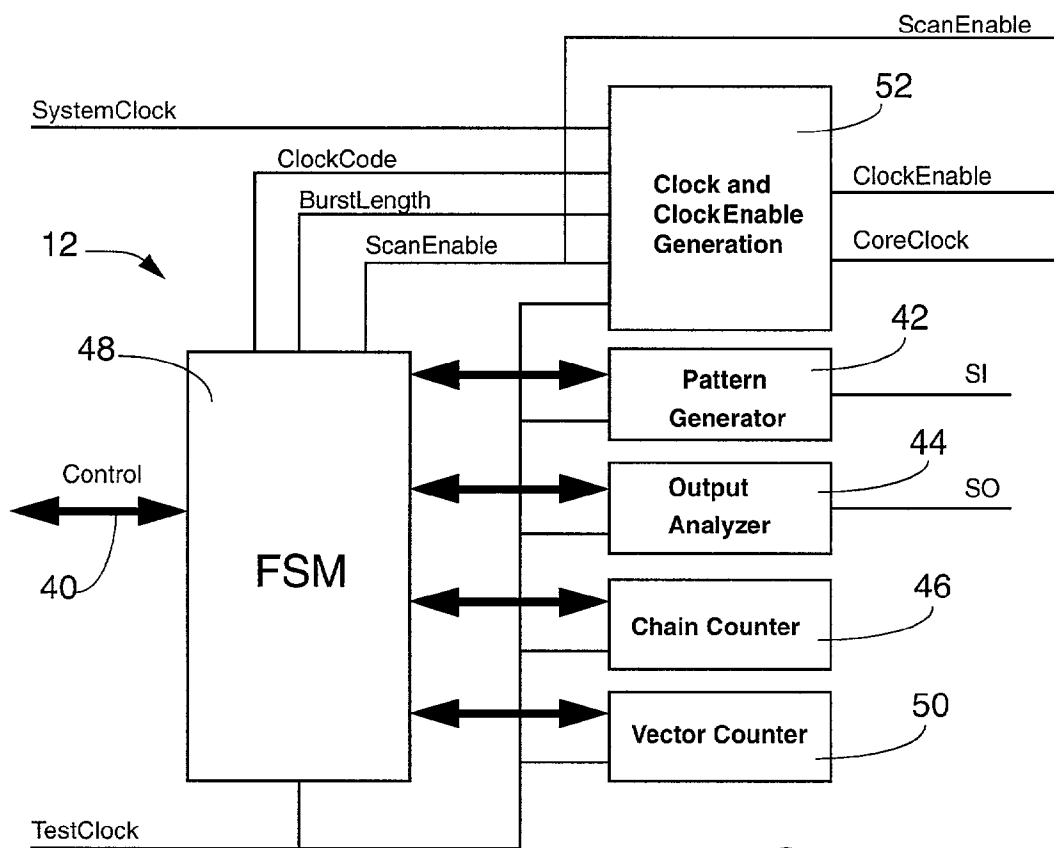 ScanEnable
SystemClock
52
ClockCode
Clock and
ClockEnable
Generation
ClockEnable
BurstLength
12
ScanEnable
CoreClock
48
42
Pattern
Generator
SI
Control
44
Output
Analyzer
SO
40
FSM
46
Chain Counter
50
Vector Counter
TestClock